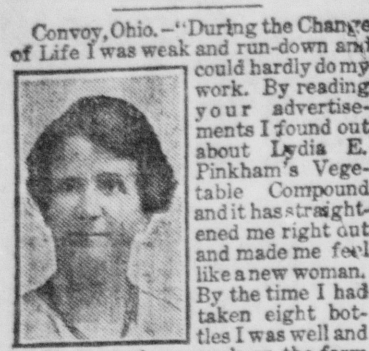 Convoy, Ohio.—"During the Change
of Life I was weak and run-down and
could hardly do my
work. By reading
your advertise-
ments I found out
about Lydia E.
Pinkham's Vege-
table Compound
and it has straight-
ened me right out
and made me feel
like a new woman.
By the time I had
taken eight bot-
tles I was well and